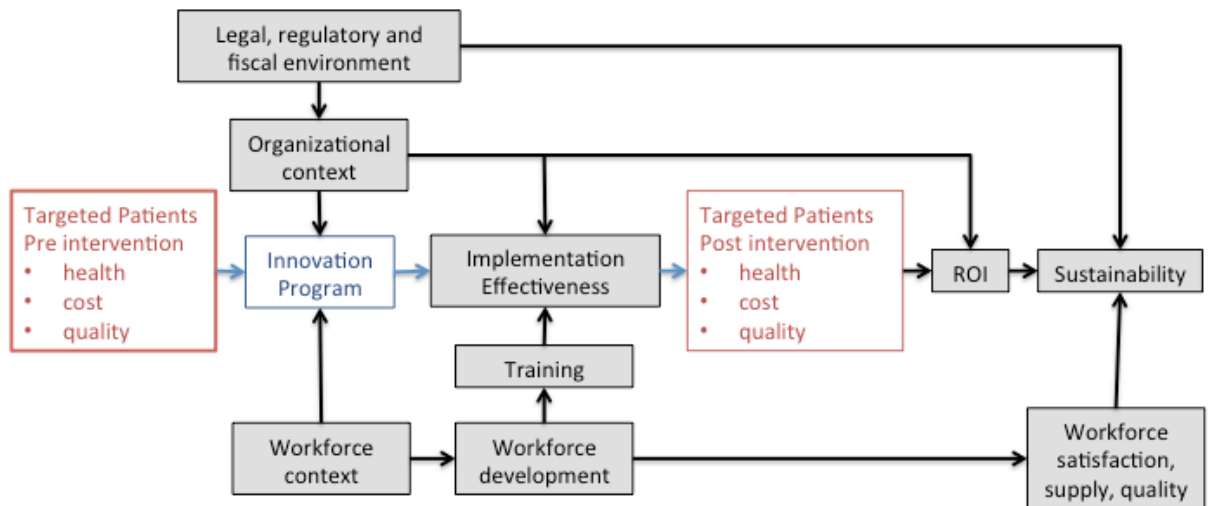 Legal, regulatory and
fiscal environment
Organizational
context
Targeted Patients
Pre intervention
• health
• cost
• quality
Innovation
Program
Implementation
Effectiveness
Targeted Patients
Post intervention
• health
• cost
• quality
ROI
Sustainability
Training
Workforce
context
Workforce
development
Workforce
satisfaction,
supply, quality